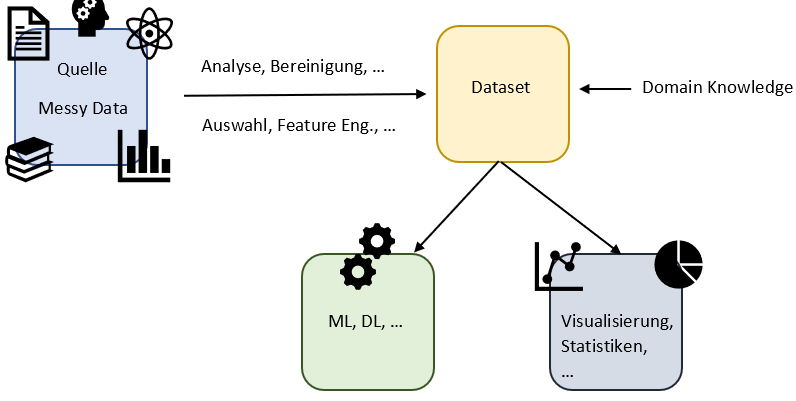 Quelle
Messy Data
Analyse, Bereinigung, ...
Auswahl, Feature Eng., ...
Dataset
Domain Knowledge
ML, DL, ...
Visualisierung,
Statistiken,
...